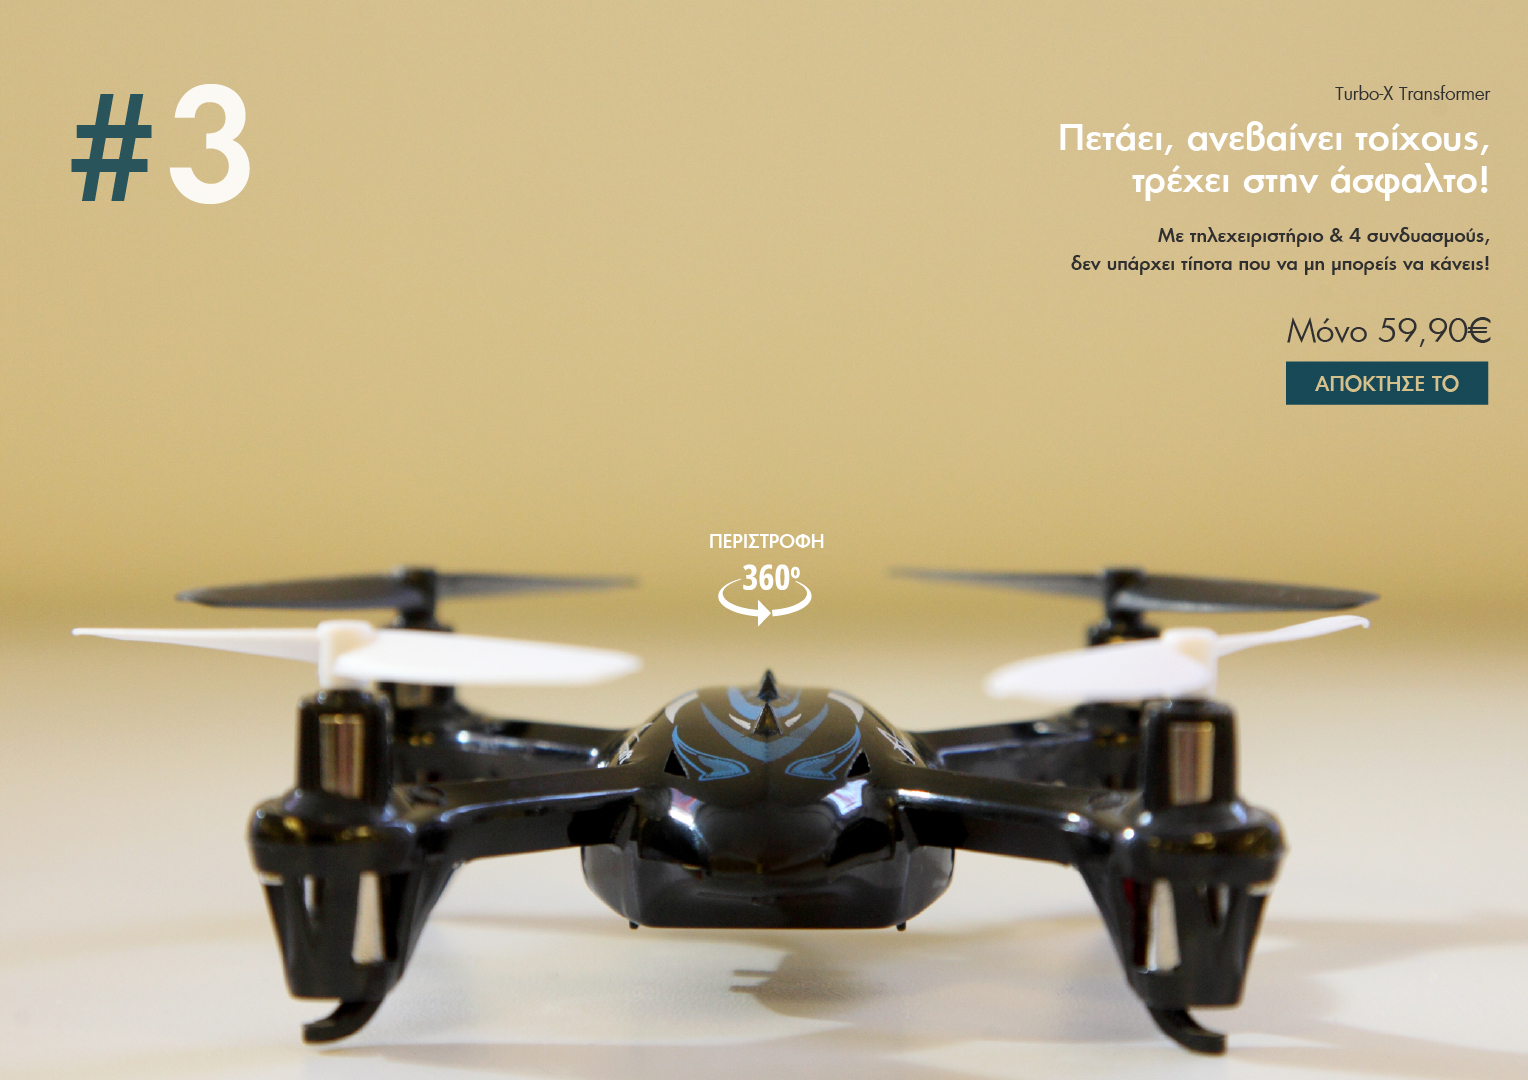 #3
Turbo-X Transformer
Πετάει, ανεβαίνει τοίχους,
τρέχει στην άσφαλτο!
Με τηλεχειριστήριο & 4 συνδυασμούς,
δεν υπάρχει τίποτα που να μη μπορείς να κάνεις!
Μόνο 59,90€
ΑΠΟΚΤΗΣΕ ΤΟ
ΠΕΡΙΣΤΡΟΦΗ
360º